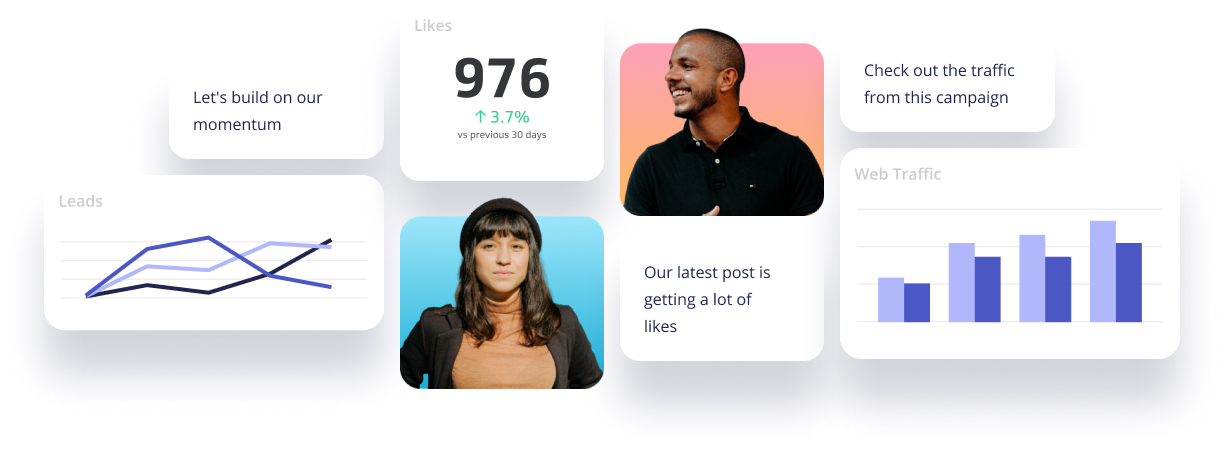 Likes
976
↑ 3.7%
vs previous 30 days
Let's build on our
momentum
Leads
Our latest post is
getting a lot of
likes
Check out the traffic
from this campaign
Web Traffic